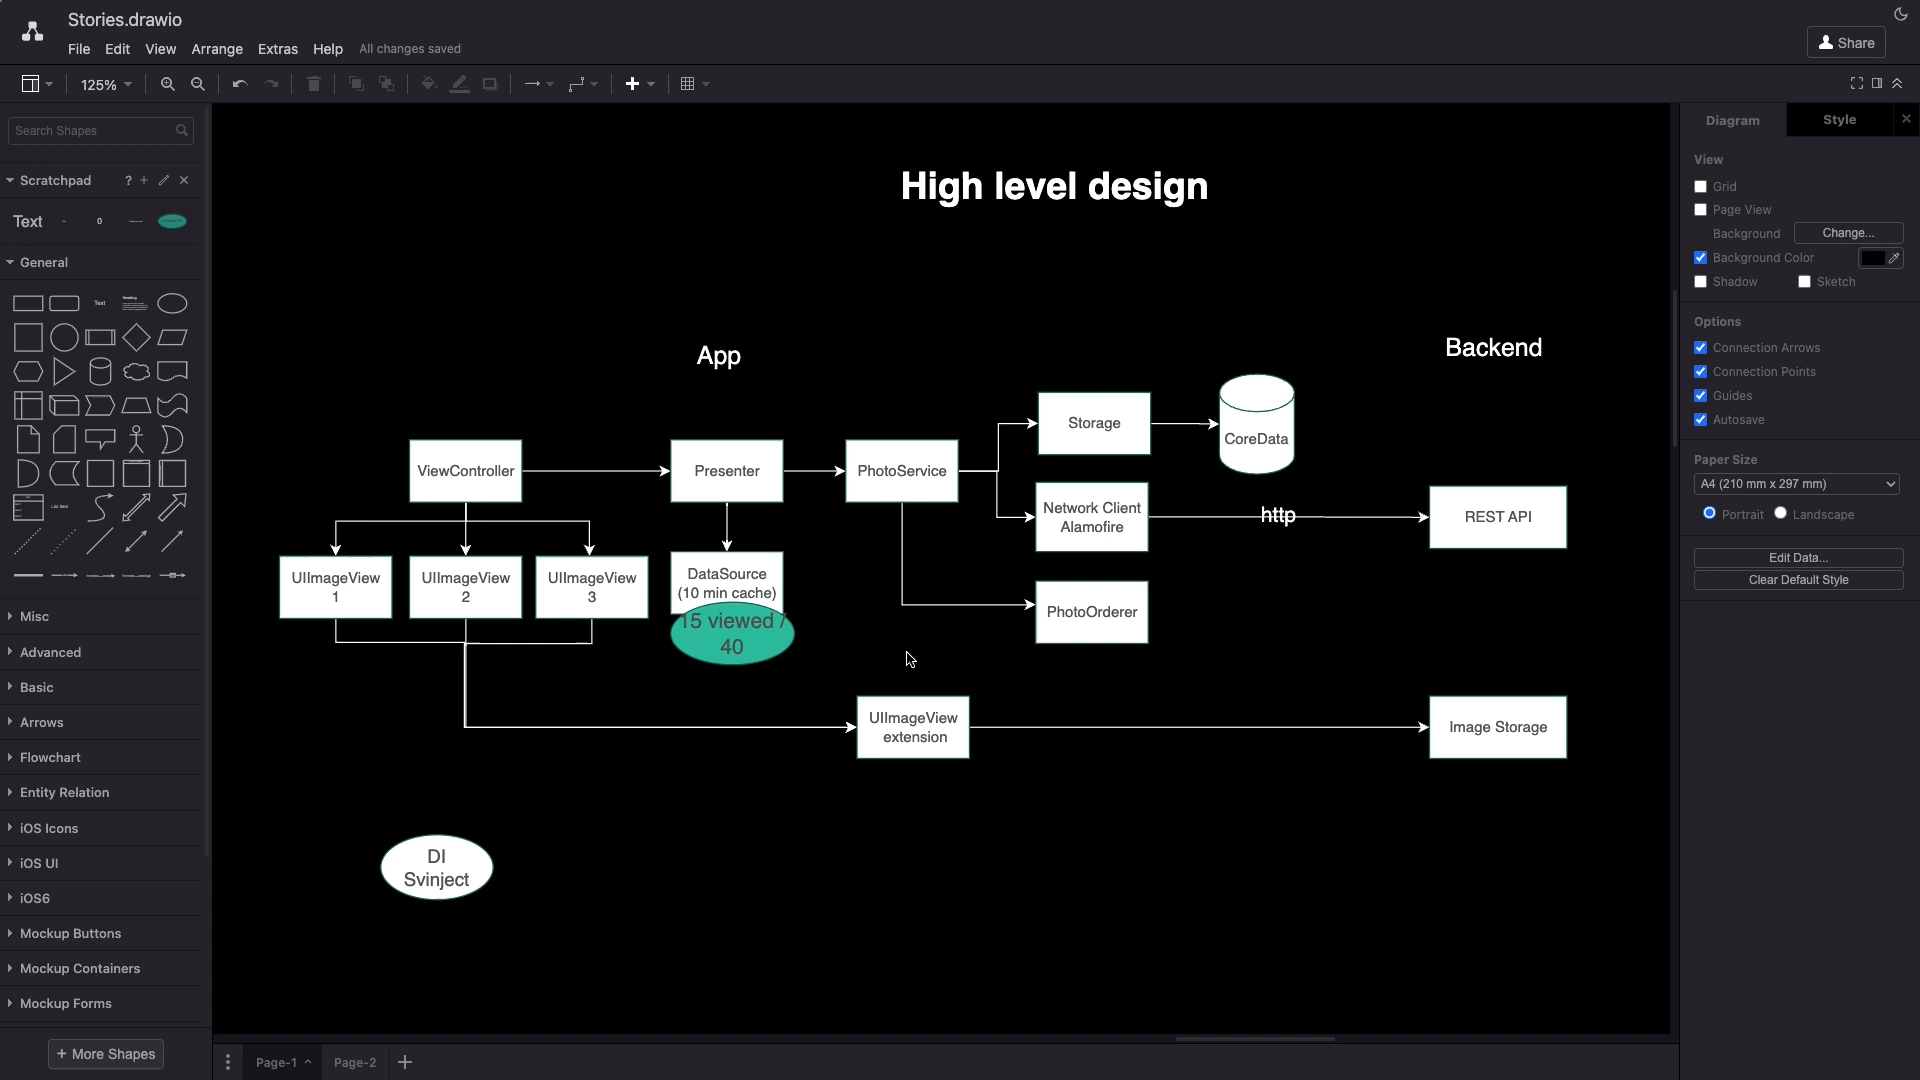 Stories.drawio
File Edit View Arrange Extras Help All changes saved
Share
125%
Search Shapes
Scratchpad ? + ×
Text 0
General
Text Heading
List Item
Misc
Advanced
Basic
Arrows
Flowchart
Entity Relation
iOS Icons
iOS UI
iOS6
Mockup Buttons
Mockup Containers
Mockup Forms
+ More Shapes
High level design
App
Backend
Storage
CoreData
ViewController
Presenter
PhotoService
Network Client
Alamofire
http
REST API
UIImageView
1
UIImageView
2
UIImageView
3
DataSource
(10 min cache)
15 viewed /
40
PhotoOrderer
UIImageView
extension
Image Storage
DI
Svinject
Page-1
Page-2
Diagram
Style
View
Grid
Page View
Background
Change...
Background Color
Shadow
Sketch
Options
Connection Arrows
Connection Points
Guides
Autosave
Paper Size
A4 (210 mm x 297 mm)
Portrait
Landscape
Edit Data...
Clear Default Style